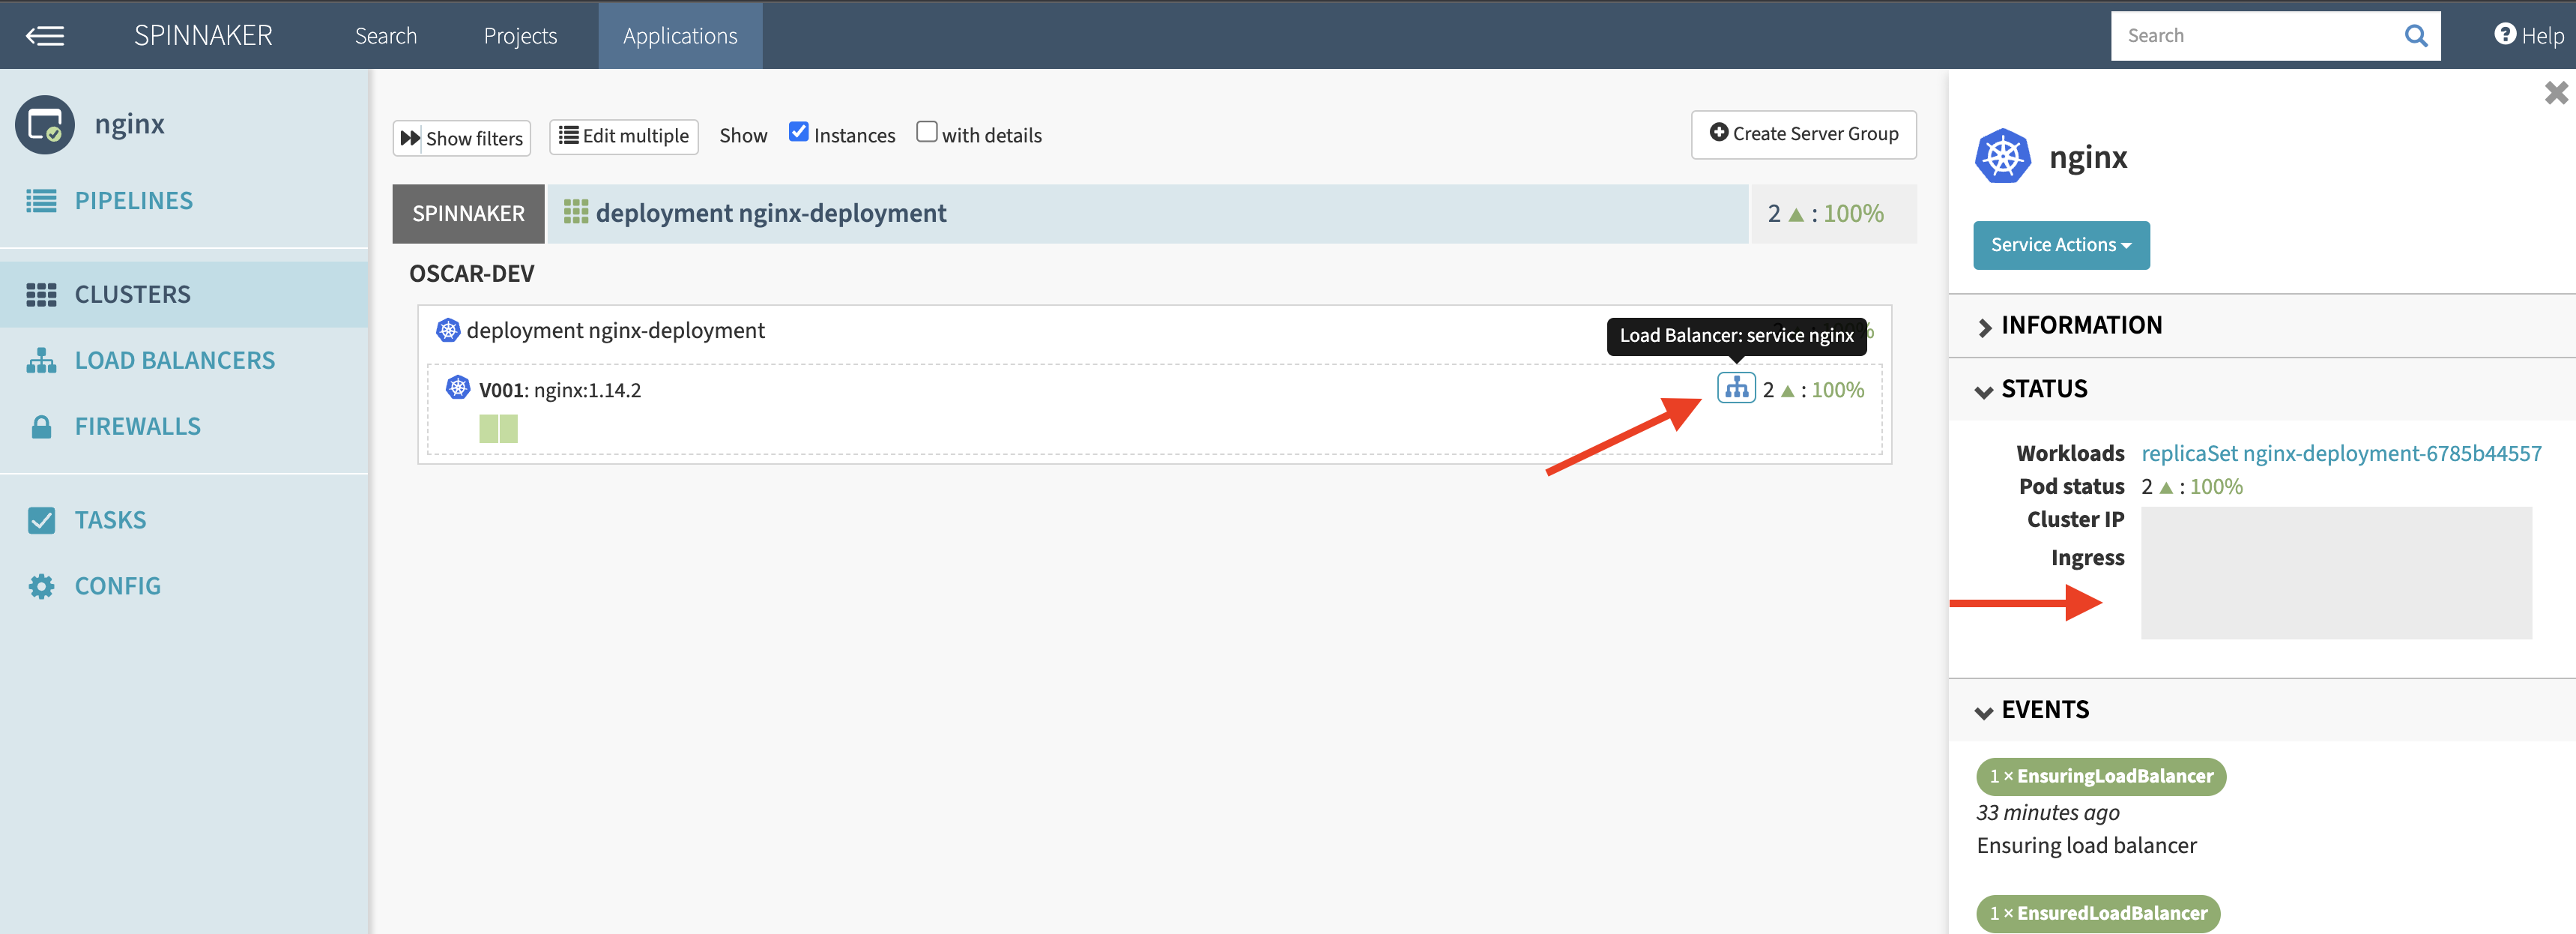 SPINNAKER Search Projects Applications Search Help
nginx
PIPELINES
CLUSTERS
LOAD BALANCERS
FIREWALLS
TASKS
CONFIG
Show filters Edit multiple Show Instances with details Create Server Group
SPINNAKER deployment nginx-deployment 2 ▲ : 100%
OSCAR-DEV
deployment nginx-deployment
Load Balancer: service nginx
V001: nginx:1.14.2 2 ▲ : 100%
nginx
Service Actions
INFORMATION
STATUS
Workloads replicaSet nginx-deployment-6785b44557
Pod status 2 ▲ : 100%
Cluster IP
Ingress
EVENTS
1 × EnsuringLoadBalancer
33 minutes ago
Ensuring load balancer
1 × EnsuredLoadBalancer